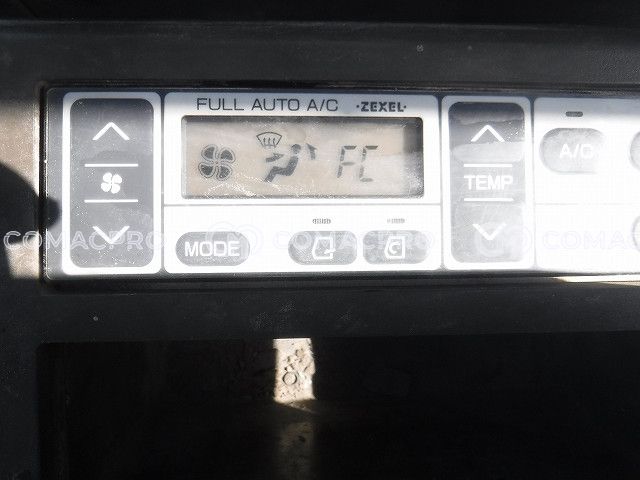 FULL AUTO A/C ·ZEXEL·
FC
TEMP
A/C
MODE
COMACPRO COMACPRO COMACPRO